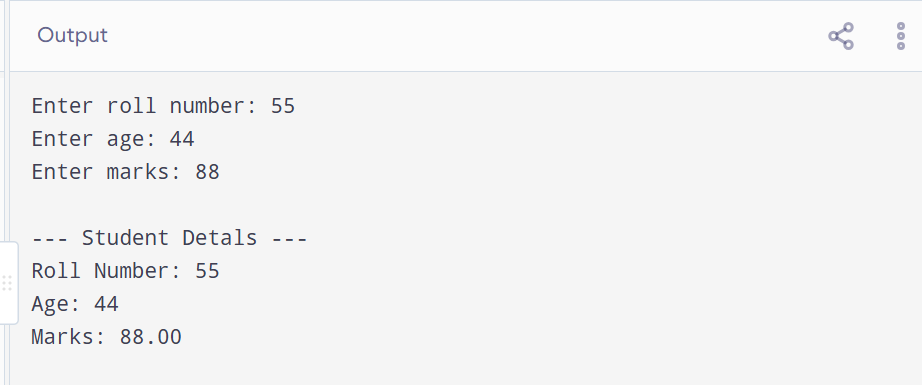 Output
Enter roll number: 55
Enter age: 44
Enter marks: 88
--- Student Detals ---
Roll Number: 55
Age: 44
Marks: 88.00